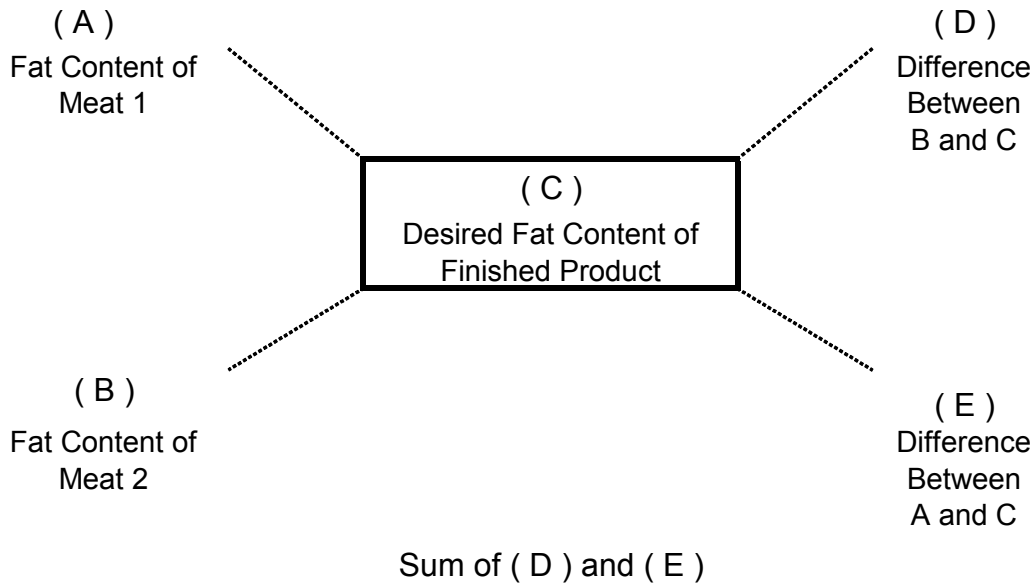 ( A )
Fat Content of
Meat 1
( D )
Difference
Between
B and C
( C )
Desired Fat Content of
Finished Product
( B )
Fat Content of
Meat 2
( E )
Difference
Between
A and C
Sum of ( D ) and ( E )